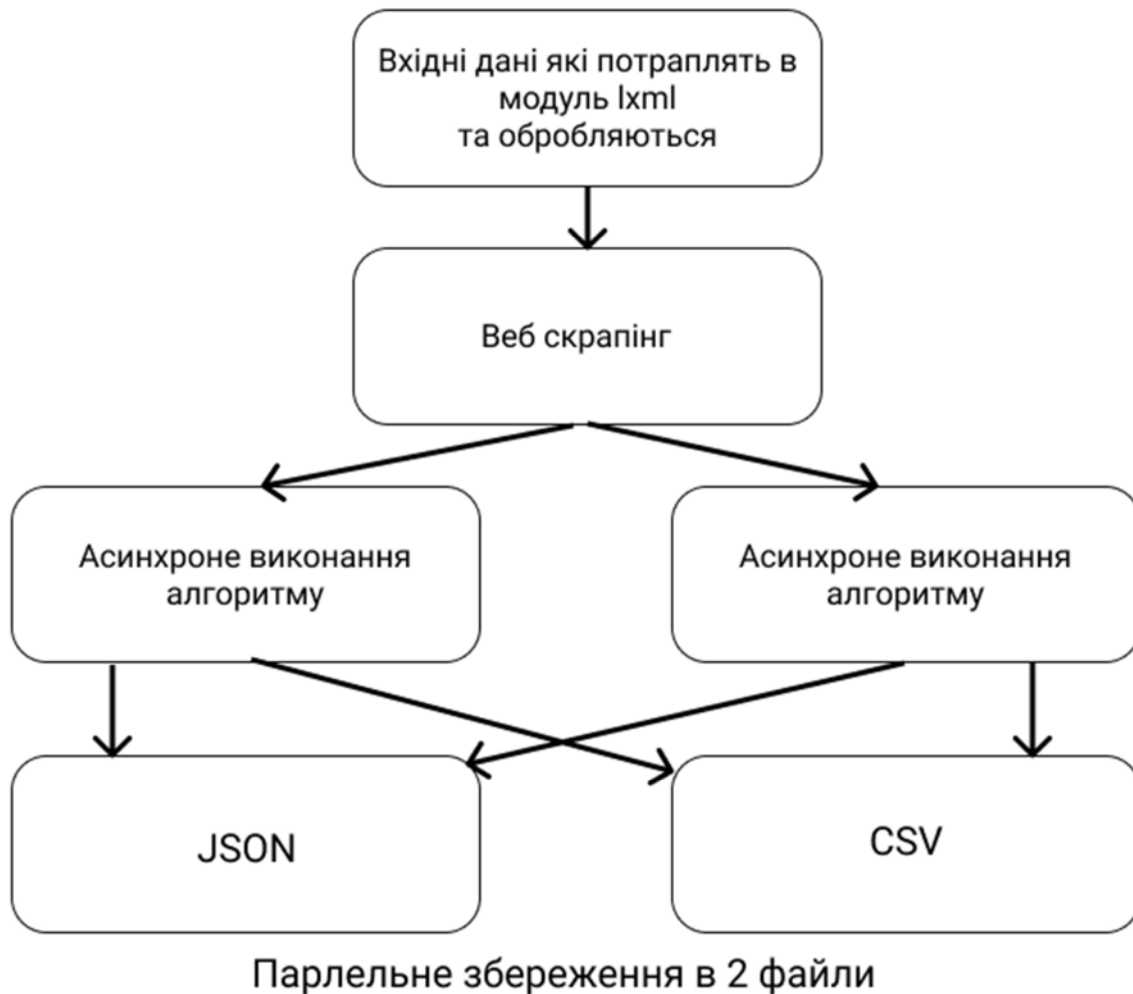 Вхідні дані які потраплять в
модуль lxml
та обробляються
Веб скрапінг
Асинхроне виконання
алгоритму
Асинхроне виконання
алгоритму
JSON
CSV
Парлельне збереження в 2 файли